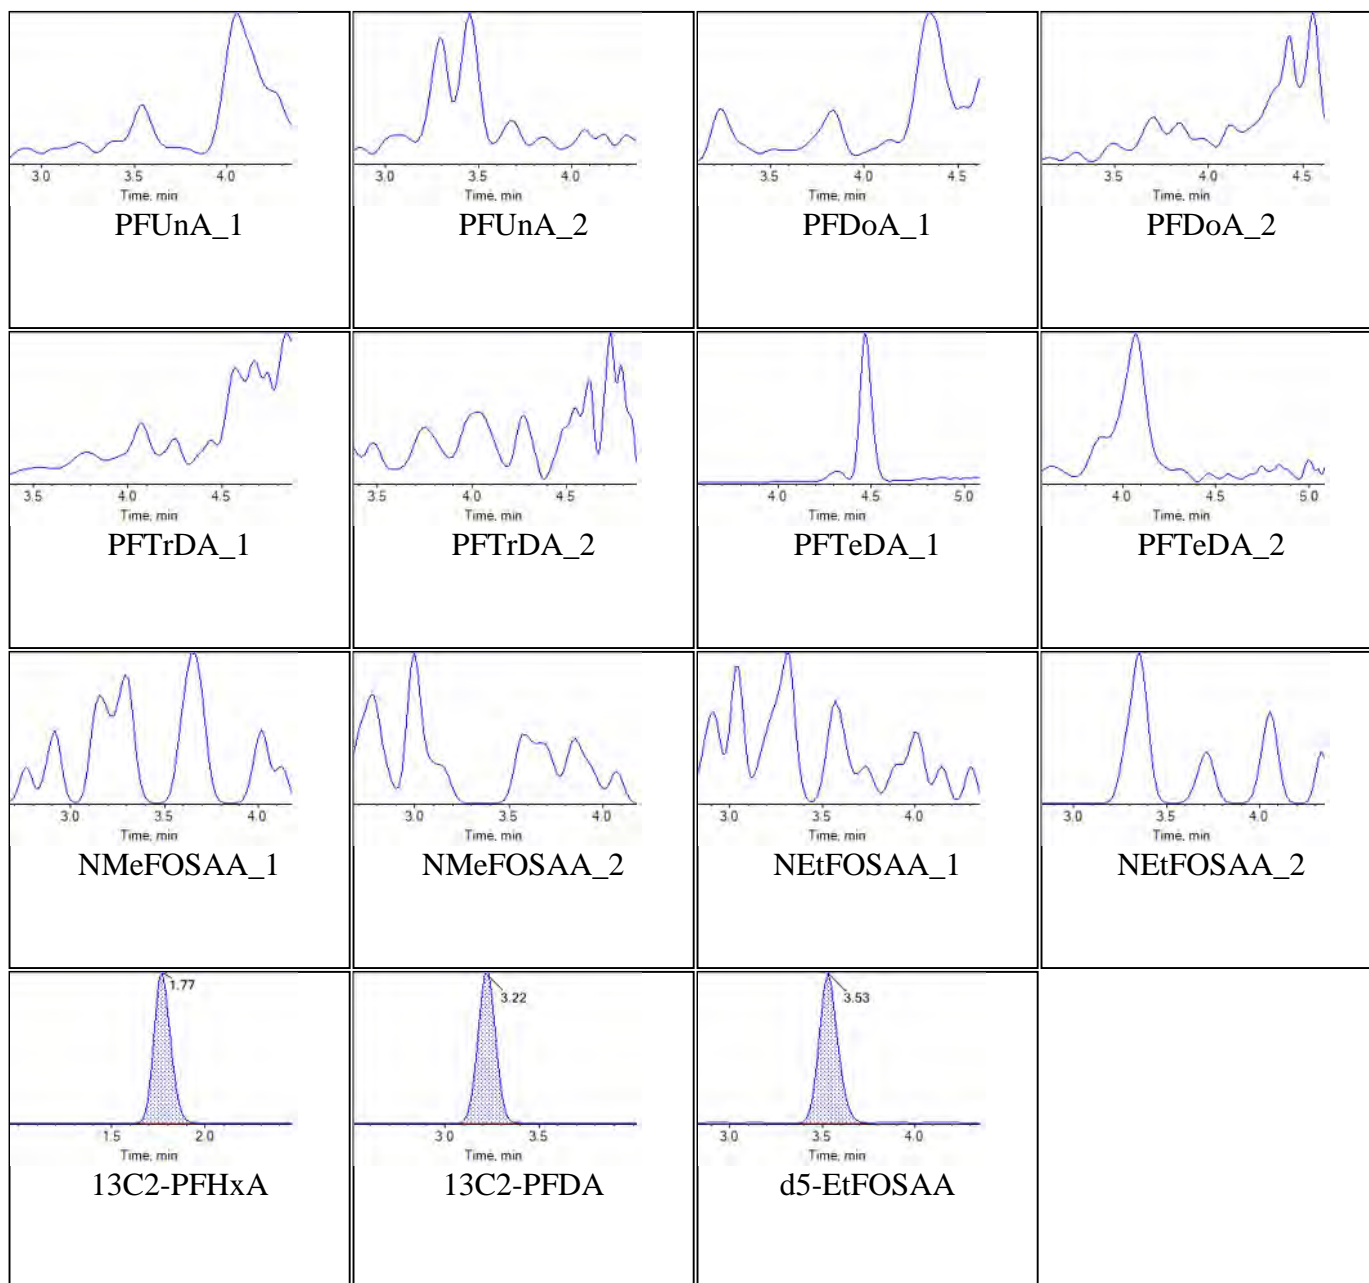 3.0 3.5 4.0
Time, min
PFUnA_1
3.0 3.5 4.0
Time, min
PFUnA_2
3.5 4.0 4.5
Time, min
PFDoA_1
3.5 4.0 4.5
Time, min
PFDoA_2
3.5 4.0 4.5
Time, min
PFTrDA_1
3.5 4.0 4.5
Time, min
PFTrDA_2
4.0 4.5 5.0
Time, min
PFTeDA_1
4.0 4.5 5.0
Time, min
PFTeDA_2
3.0 3.5 4.0
Time, min
NMeFOSAA_1
3.0 3.5 4.0
Time, min
NMeFOSAA_2
3.0 3.5 4.0
Time, min
NEtFOSAA_1
3.0 3.5 4.0
Time, min
NEtFOSAA_2
1.77
1.5 2.0
Time, min
13C2-PFHxA
3.22
3.0 3.5
Time, min
13C2-PFDA
3.53
3.0 3.5 4.0
Time, min
d5-EtFOSAA